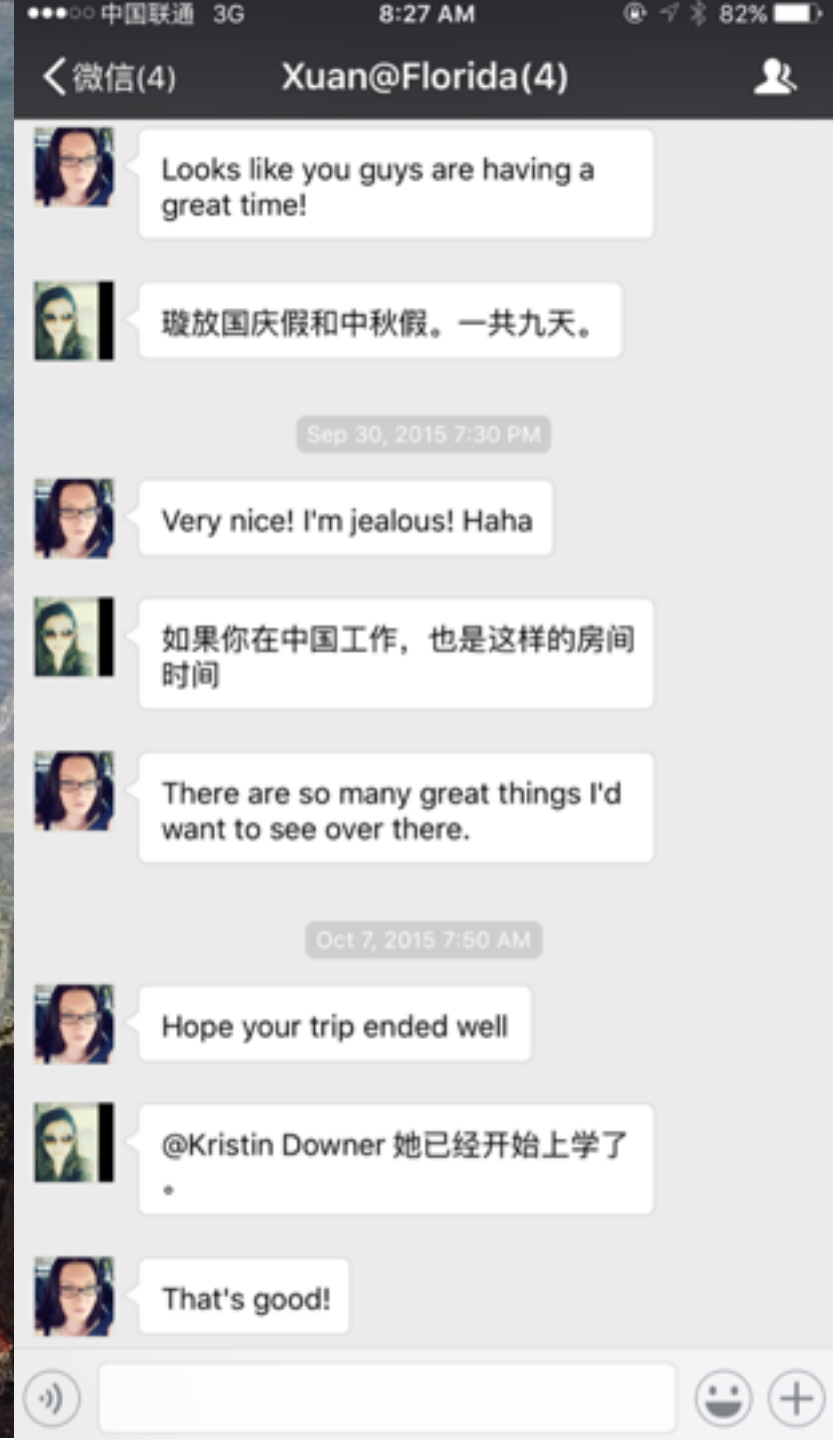 中国联通 3G 8:27 AM 82%
微信(4) Xuan@Florida(4)
Looks like you guys are having a
great time!
璇放国庆假和中秋假。一共九天。
Sep 30, 2015 7:30 PM
Very nice! I'm jealous! Haha
如果你在中国工作，也是这样的房间
时间
There are so many great things I'd
want to see over there.
Oct 7, 2015 7:50 AM
Hope your trip ended well
@Kristin Downer 她已经开始上学了
。
That's good!